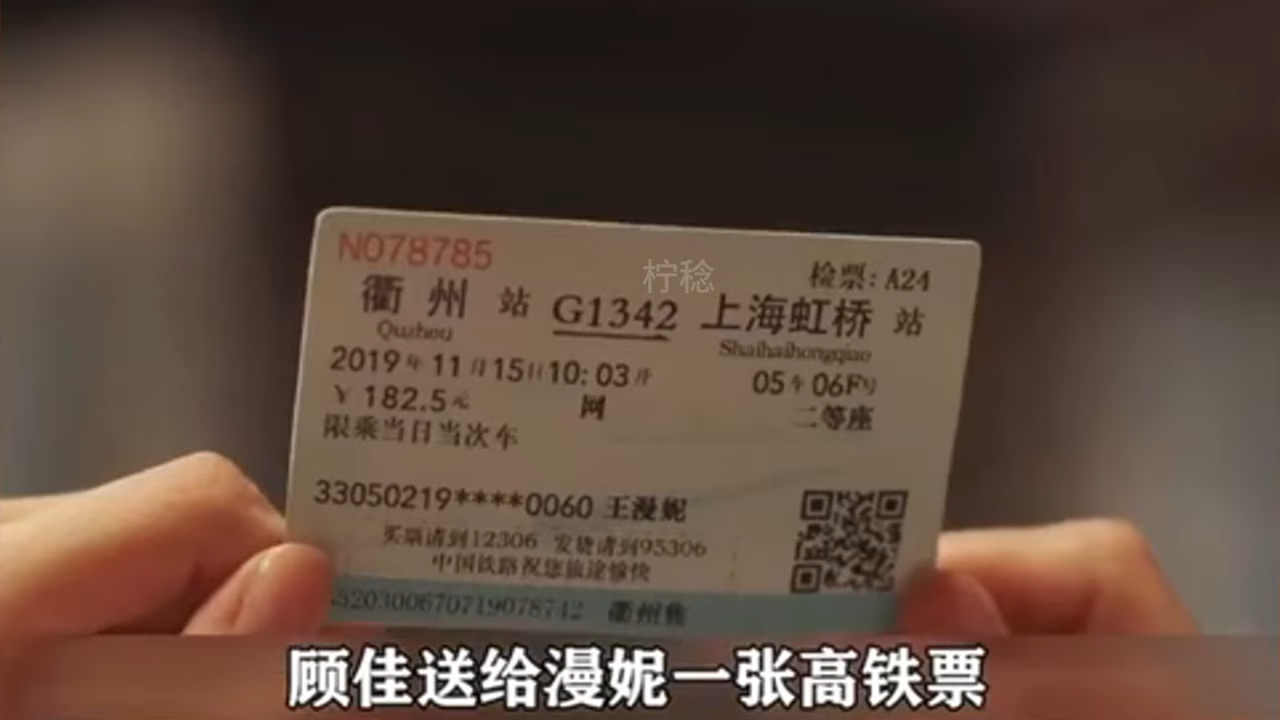 N078785
柠稔
检票: A24
衢州 站 G1342 上海虹桥 站
Quzhou Shaihaihongqiao
2019年11月15日10: 03开 05车06F号
¥182.5元 网 二等座
限乘当日当次车
33050219****0060 王漫妮
买票请到12306 发货请到95306
中国铁路祝您旅途愉快
52030067071907874​2 衢州售
顾佳送给漫妮一张高铁票